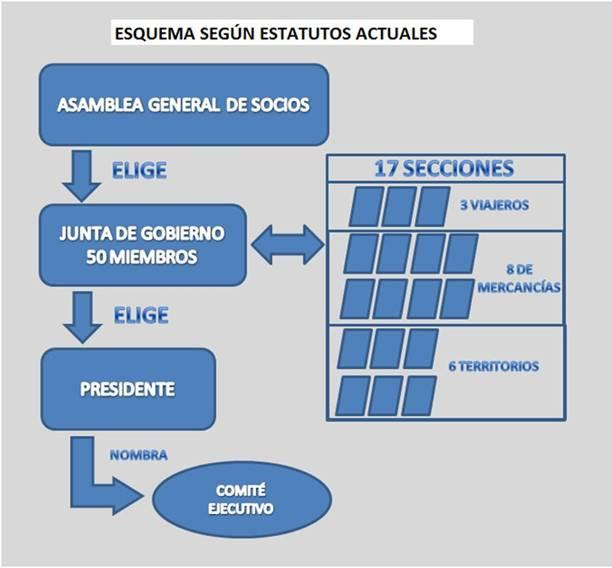 ESQUEMA SEGÚN ESTATUTOS ACTUALES
ASAMBLEA GENERAL DE SOCIOS
ELIGE
JUNTA DE GOBIERNO
50 MIEMBROS
ELIGE
PRESIDENTE
NOMBRA
COMITÉ
EJECUTIVO
17 SECCIONES
3 VIAJEROS
8 DE
MERCANCÍAS
6 TERRITORIOS